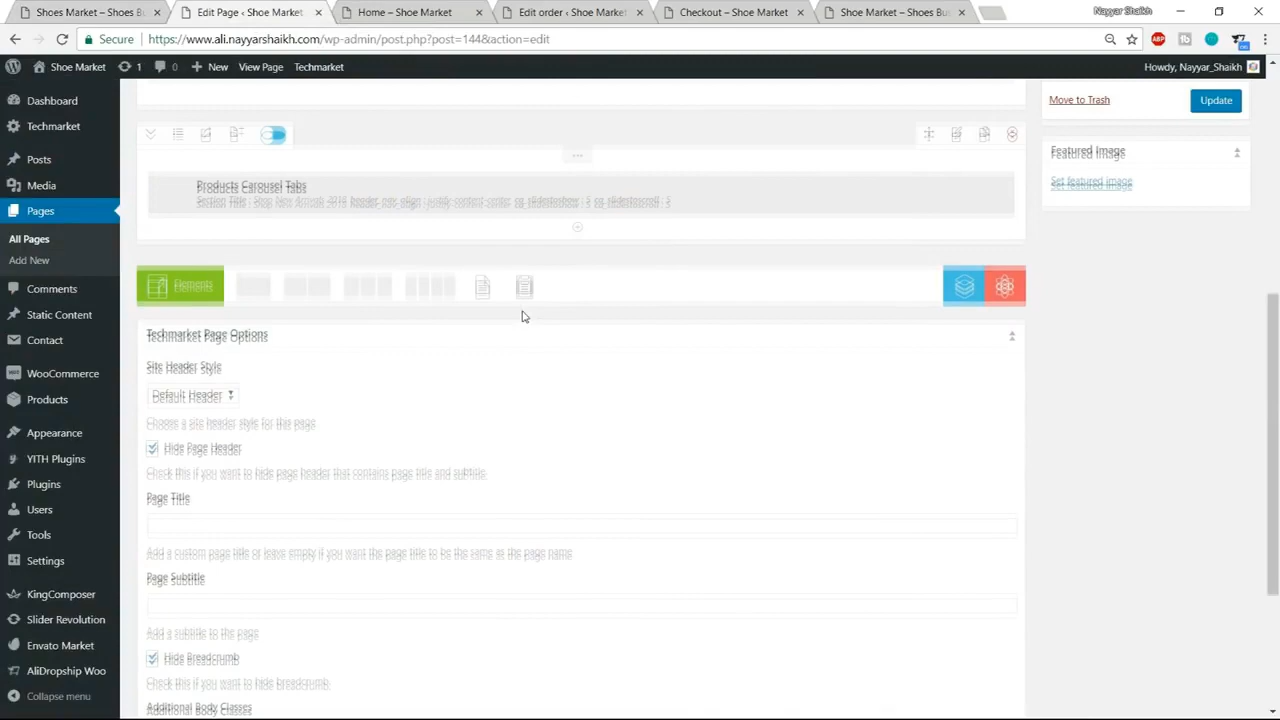 Shoes Market – Shoes Bu
Edit Page ‹ Shoe Market
Home – Shoe Market
Edit order ‹ Shoe Market
Checkout – Shoe Market
Shoe Market – Shoes Bu
Nayyar Shaikh
Secure
https://www.ali.nayyarshaikh.com/wp-admin/post.php?post=144&action=edit
ABP
Shoe Market
1
0
New
View Page
Techmarket
Howdy, Nayyar_Shaikh
Dashboard
Techmarket
Posts
Media
Pages
All Pages
Add New
Comments
Static Content
Contact
WooCommerce
Products
Appearance
YITH Plugins
Plugins
Users
Tools
Settings
KingComposer
Slider Revolution
Envato Market
AliDropship Woo
Collapse menu
Move to Trash
Update
Featured Image
Set featured image
Products Carousel Tabs
Elements
Techmarket Page Options
Site Header Style
Default Header
Choose a site header style for this page
Hide Page Header
Check this if you want to hide page header that contains page title and subtitle.
Page Title
Add a custom page title or leave empty if you want the page title to be the same as the page name
Page Subtitle
Add a subtitle to the page
Hide Breadcrumb
Check this if you want to hide breadcrumb.
Additional Body Classes